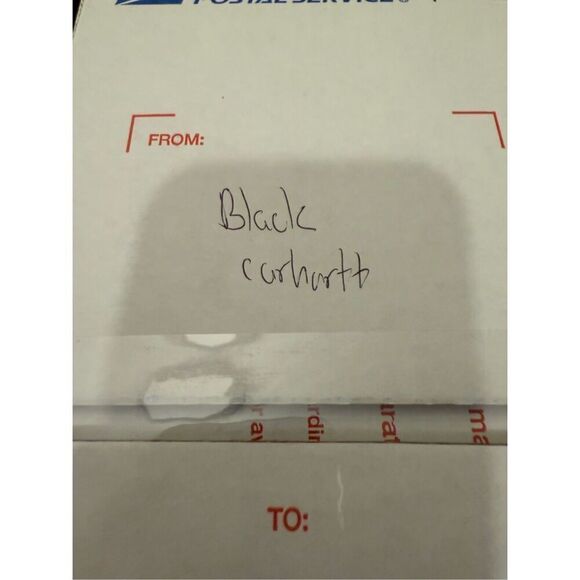 POSTAL SERVICE®
FROM:
Black
carhartt
TO: